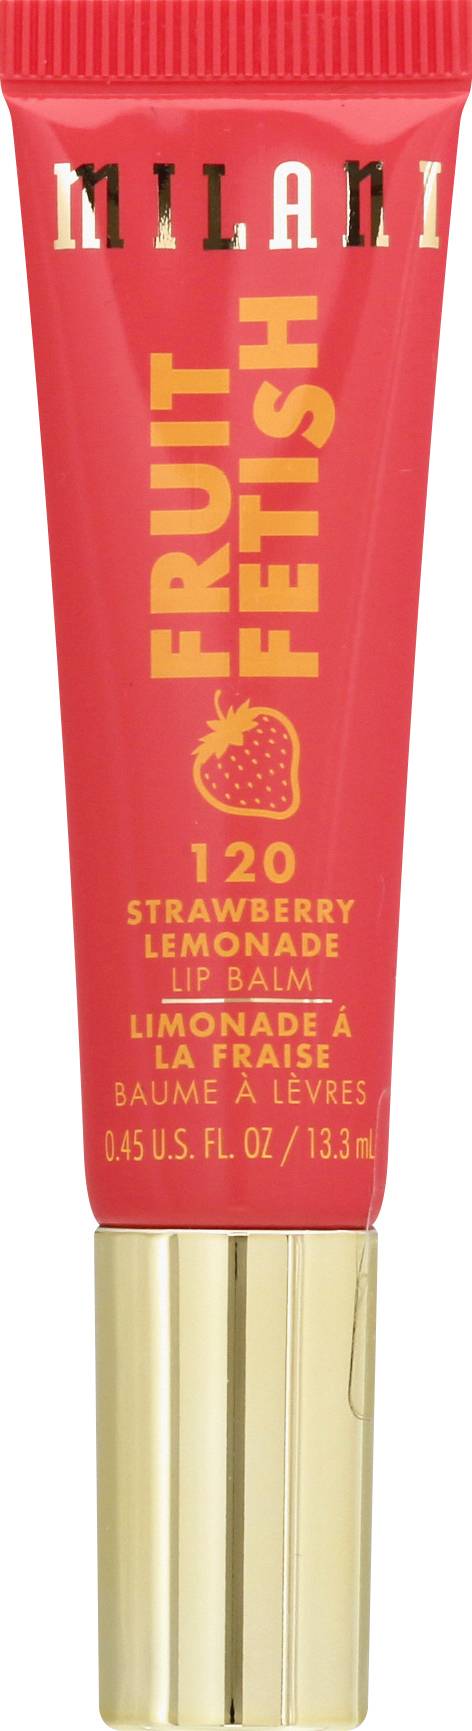 MILANI
FRUIT
FETISH
120
STRAWBERRY
LEMONADE
LIP BALM
LIMONADE Á
LA FRAISE
BAUME À LÈVRES
0.45 U.S. FL. OZ / 13.3 mL